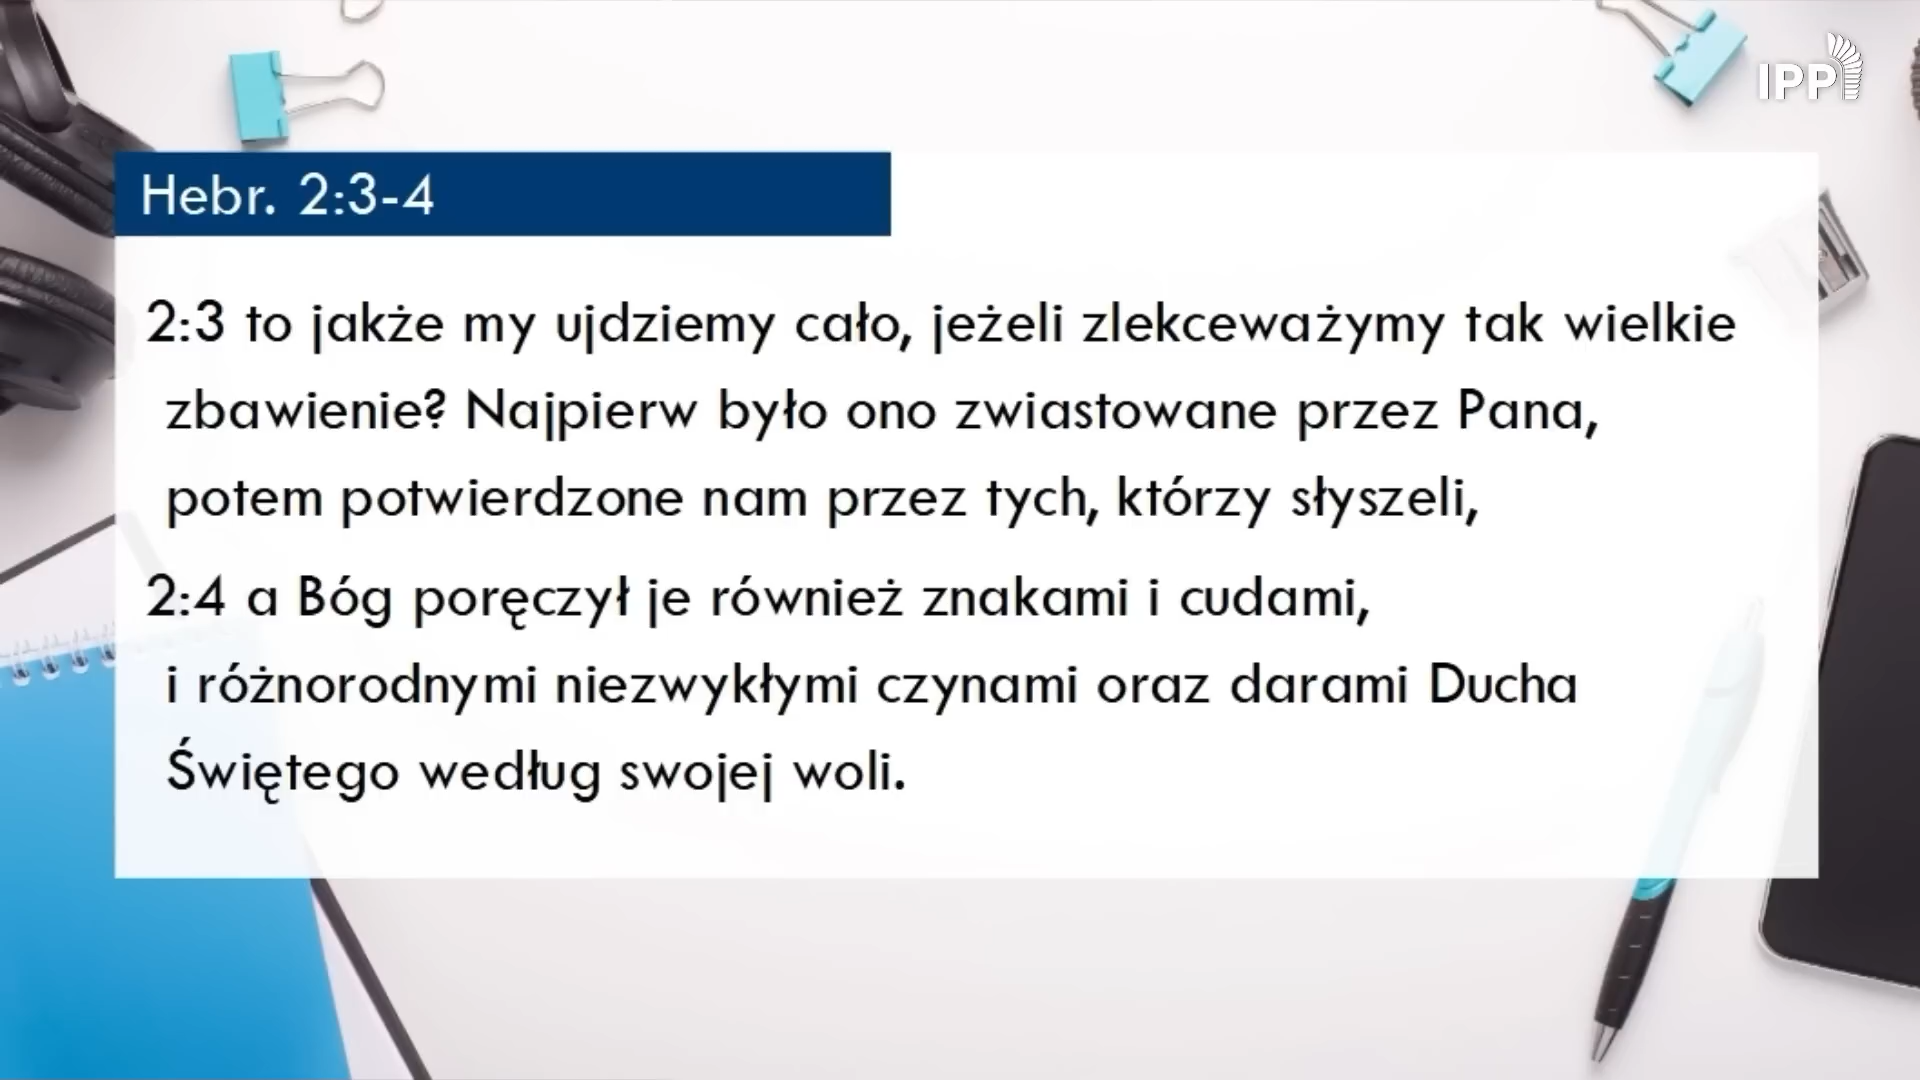 IPP
Hebr. 2:3-4
2:3 to jakże my ujdziemy cało, jeżeli zlekceważymy tak wielkie
zbawienie? Najpierw było ono zwiastowane przez Pana,
potem potwierdzone nam przez tych, którzy słyszeli,
2:4 a Bóg poręczył je również znakami i cudami,
i różnorodnymi niezwykłymi czynami oraz darami Ducha
Świętego według swojej woli.